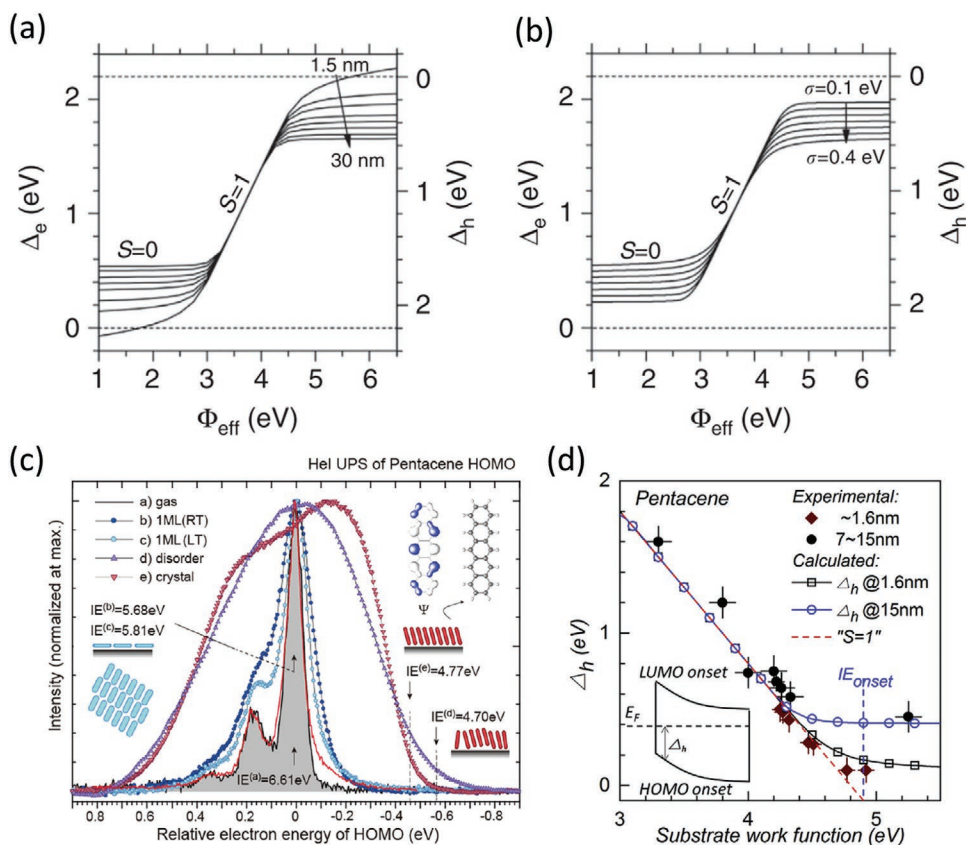 (a)
2
1
0
Δe (eV)
1.5 nm
30 nm
S=1
S=0
0
1
2
Δh (eV)
1 2 3 4 5 6
Φeff (eV)
(b)
2
1
0
Δe (eV)
σ=0.1 eV
σ=0.4 eV
S=1
S=0
0
1
2
Δh (eV)
1 2 3 4 5 6
Φeff (eV)
(c)
HeI UPS of Pentacene HOMO
Intensity (normalized at max.)
a) gas
b) 1ML(RT)
c) 1ML(LT)
d) disorder
e) crystal
Ψ
IE(b)=5.68eV
IE(c)=5.81eV
IE(e)=4.77eV
IE(d)=4.70eV
IE(a)=6.61eV
0.8 0.6 0.4 0.2 0 -0.2 -0.4 -0.6 -0.8
Relative electron energy of HOMO (eV)
(d)
2
1
0
Δh (eV)
Pentacene
Experimental:
~1.6nm
7~15nm
Calculated:
Δh @1.6nm
Δh @15nm
"S=1"
IEonset
LUMO onset
EF
Δh
HOMO onset
3 4 5
Substrate work function (eV)